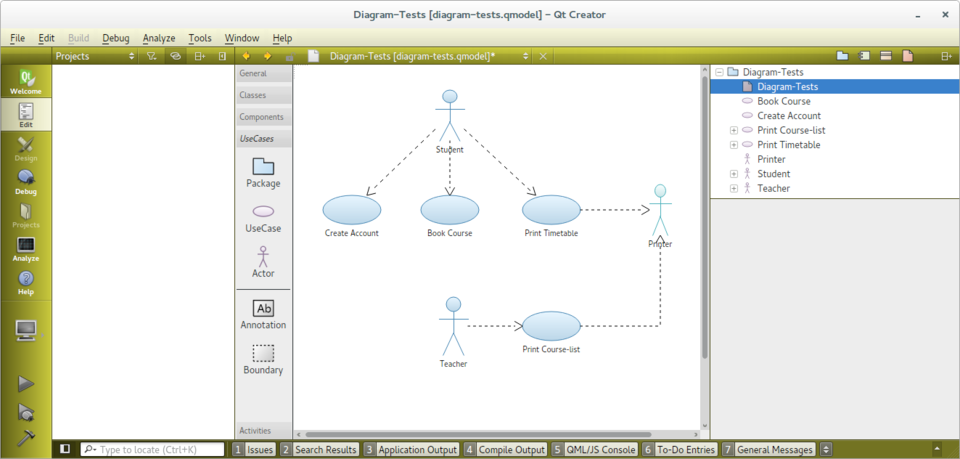 Diagram-Tests [diagram-tests.qmodel] – Qt Creator
File Edit Build Debug Analyze Tools Window Help
Projects
Diagram-Tests [diagram-tests.qmodel]*
Qt
Welcome
Edit
Design
Debug
Projects
Analyze
Help
General
Classes
Components
UseCases
Package
UseCase
Actor
Ab
Annotation
Boundary
Activities
Student
Create Account
Book Course
Print Timetable
Printer
Teacher
Print Course-list
Diagram-Tests
Diagram-Tests
Book Course
Create Account
Print Course-list
Print Timetable
Printer
Student
Teacher
Type to locate (Ctrl+K)
1 Issues
2 Search Results
3 Application Output
4 Compile Output
5 QML/JS Console
6 To-Do Entries
7 General Messages